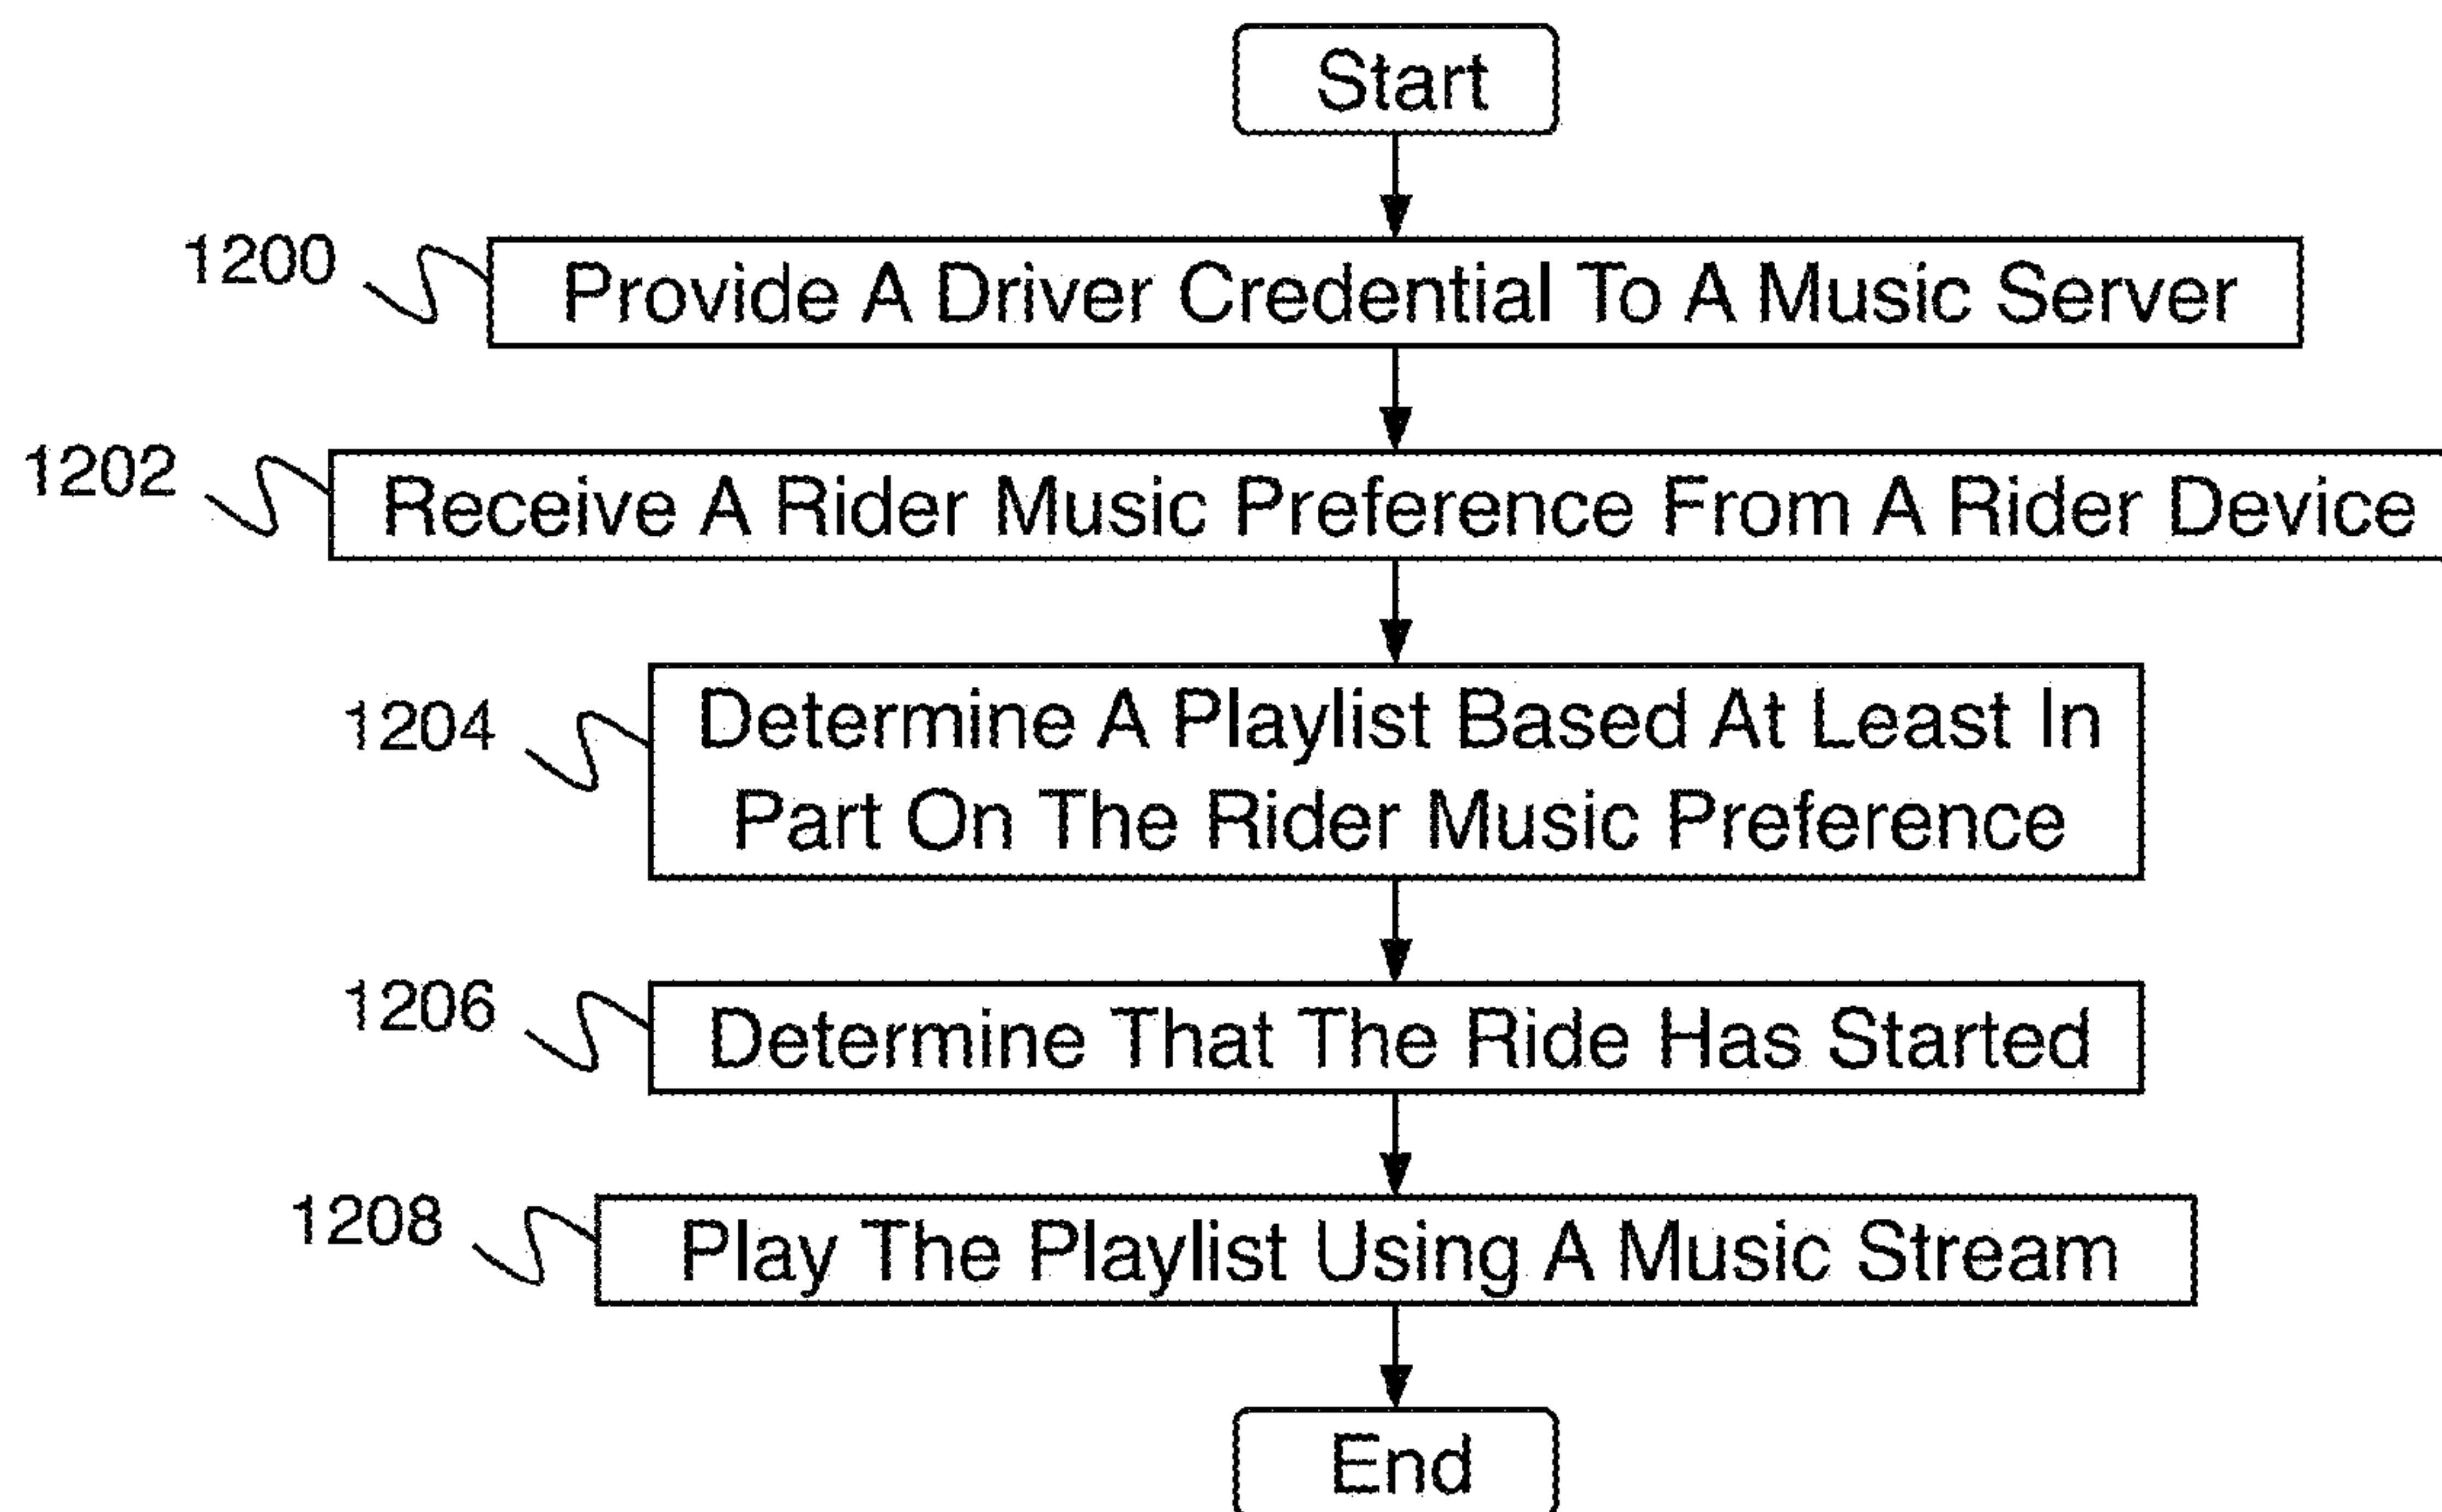 Start
1200
Provide A Driver Credential To A Music Server
1202
Receive A Rider Music Preference From A Rider Device
1204
Determine A Playlist Based At Least In
Part On The Rider Music Preference
1206
Determine That The Ride Has Started
1208
Play The Playlist Using A Music Stream
End